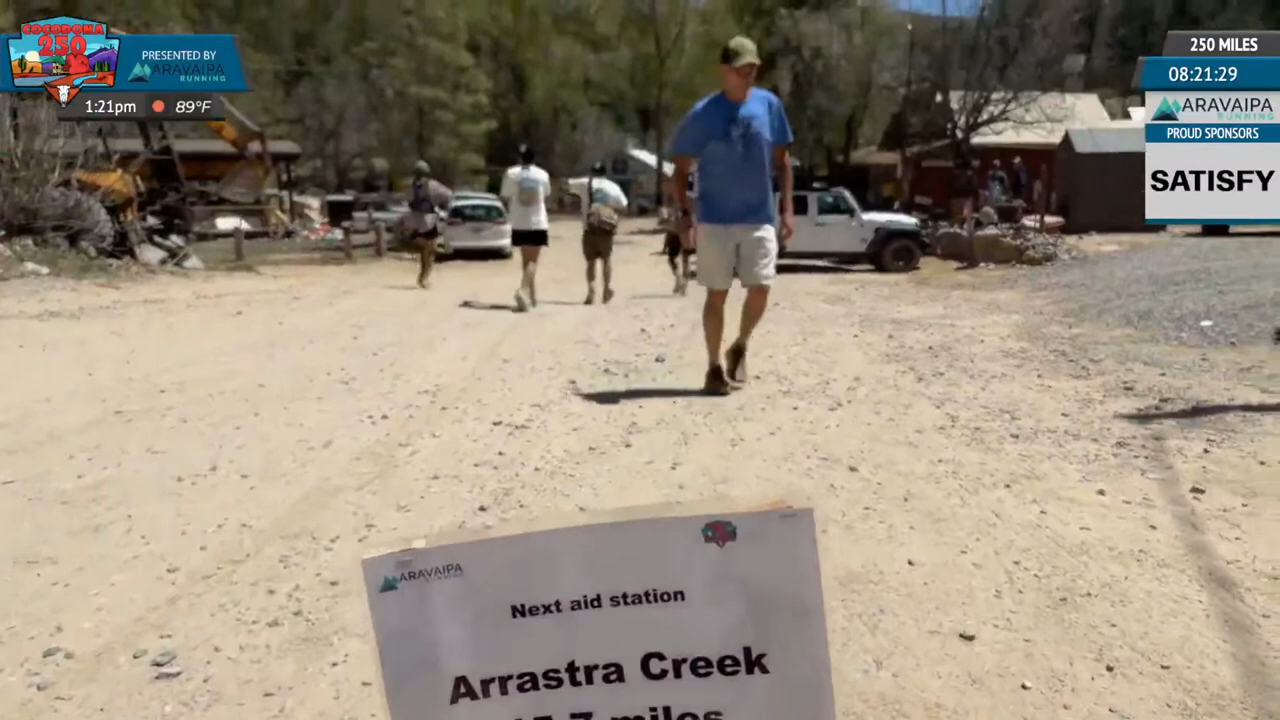 COCODONA
250
PRESENTED BY
ARAVAIPA
RUNNING
1:21pm 89°F
250 MILES
08:21:29
ARAVAIPA
RUNNING
PROUD SPONSORS
SATISFY
ARAVAIPA
Next aid station
Arrastra Creek
miles